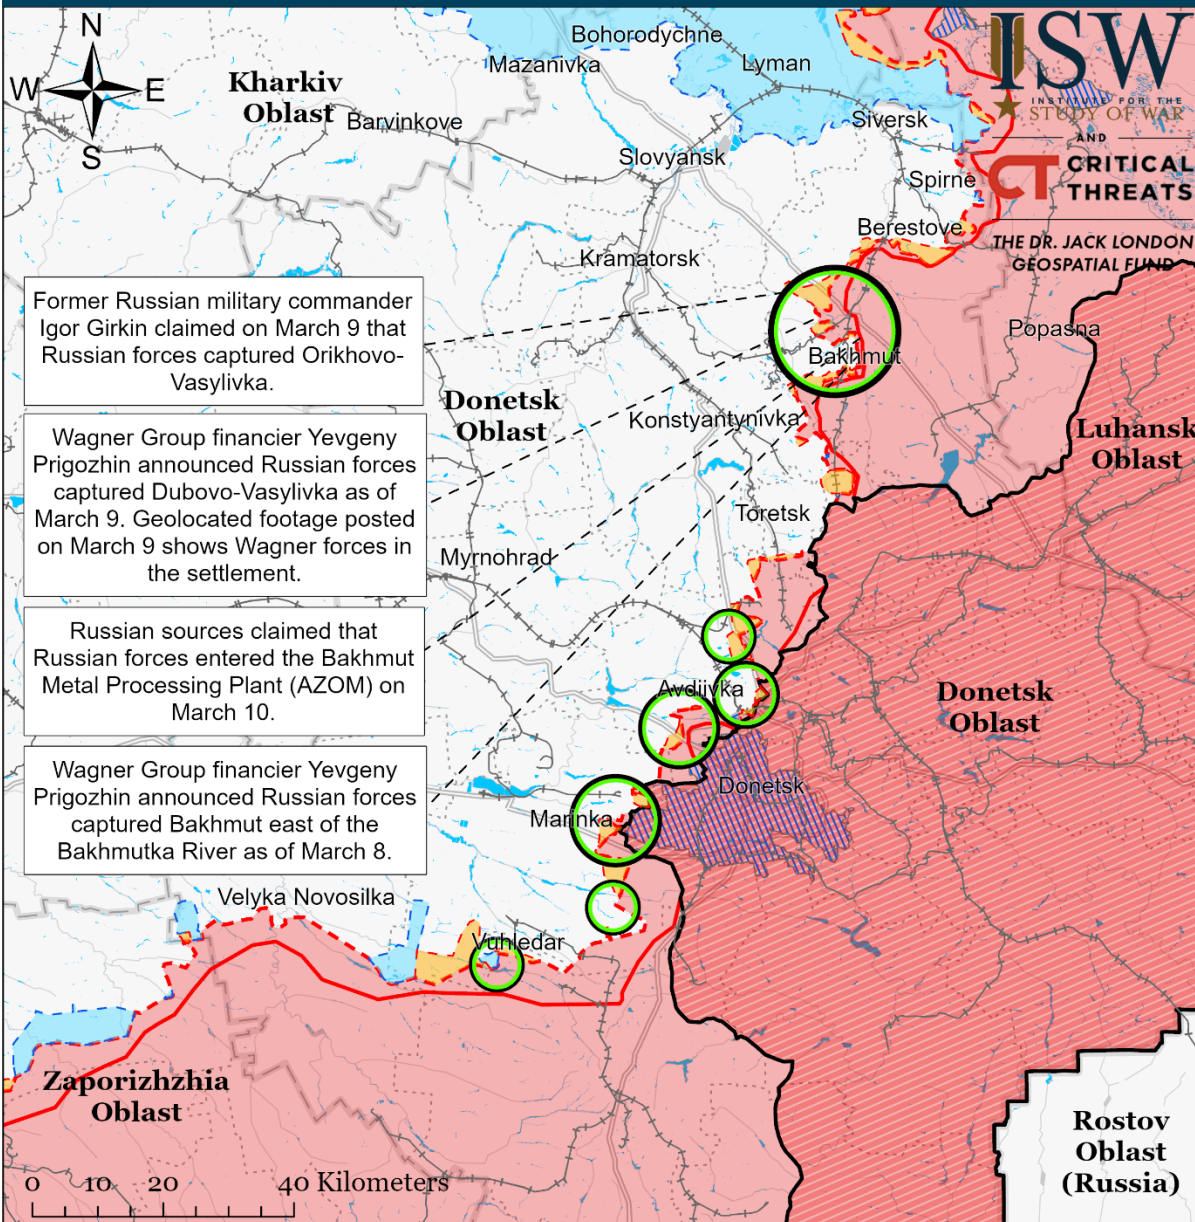 N
W
E
S
Kharkiv
Oblast
Bohorodychne
Mazanivka
Lyman
Barvinkove
Siversk
Slovyansk
Spirne
Berestove
Kramatorsk
ISW
INSTITUTE FOR THE
STUDY OF WAR
AND
CT CRITICAL
THREATS
THE DR. JACK LONDON
GEOSPATIAL FUND
Former Russian military commander
Igor Girkin claimed on March 9 that
Russian forces captured Orikhovo-
Vasylivka.
Popasna
Bakhmut
Donetsk
Oblast
Konstyantynivka
Luhansk
Oblast
Wagner Group financier Yevgeny
Prigozhin announced Russian forces
captured Dubovo-Vasylivka as of
March 9. Geolocated footage posted
on March 9 shows Wagner forces in
the settlement.
Toretsk
Myrnohrad
Russian sources claimed that
Russian forces entered the Bakhmut
Metal Processing Plant (AZOM) on
March 10.
Avdiivka
Donetsk
Oblast
Wagner Group financier Yevgeny
Prigozhin announced Russian forces
captured Bakhmut east of the
Bakhmutka River as of March 8.
Donetsk
Marinka
Velyka Novosilka
Vuhledar
Zaporizhzhia
Oblast
Rostov
Oblast
(Russia)
0 10 20 40 Kilometers